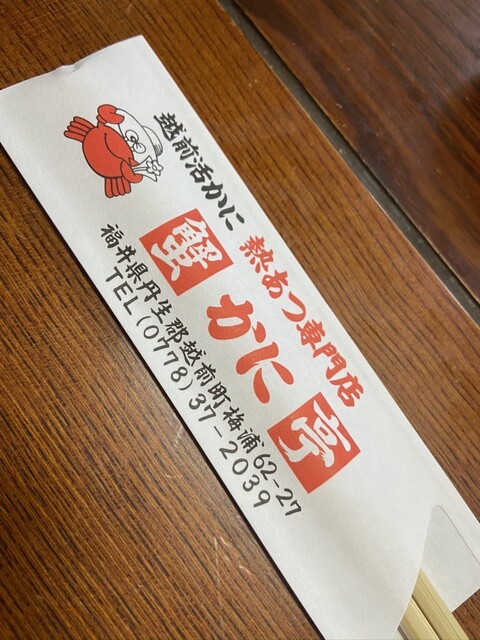 越前活かに
熱あつ専門店
蟹かに亭
福井県丹生郡越前町梅浦62-27
TEL(0778)37-2039